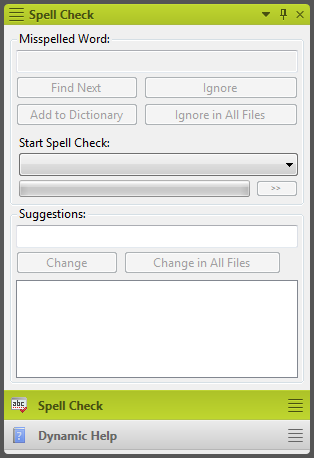 Spell Check
Misspelled Word:
Find Next Ignore
Add to Dictionary Ignore in All Files
Start Spell Check:
>>
Suggestions:
Change Change in All Files
abc Spell Check
? Dynamic Help